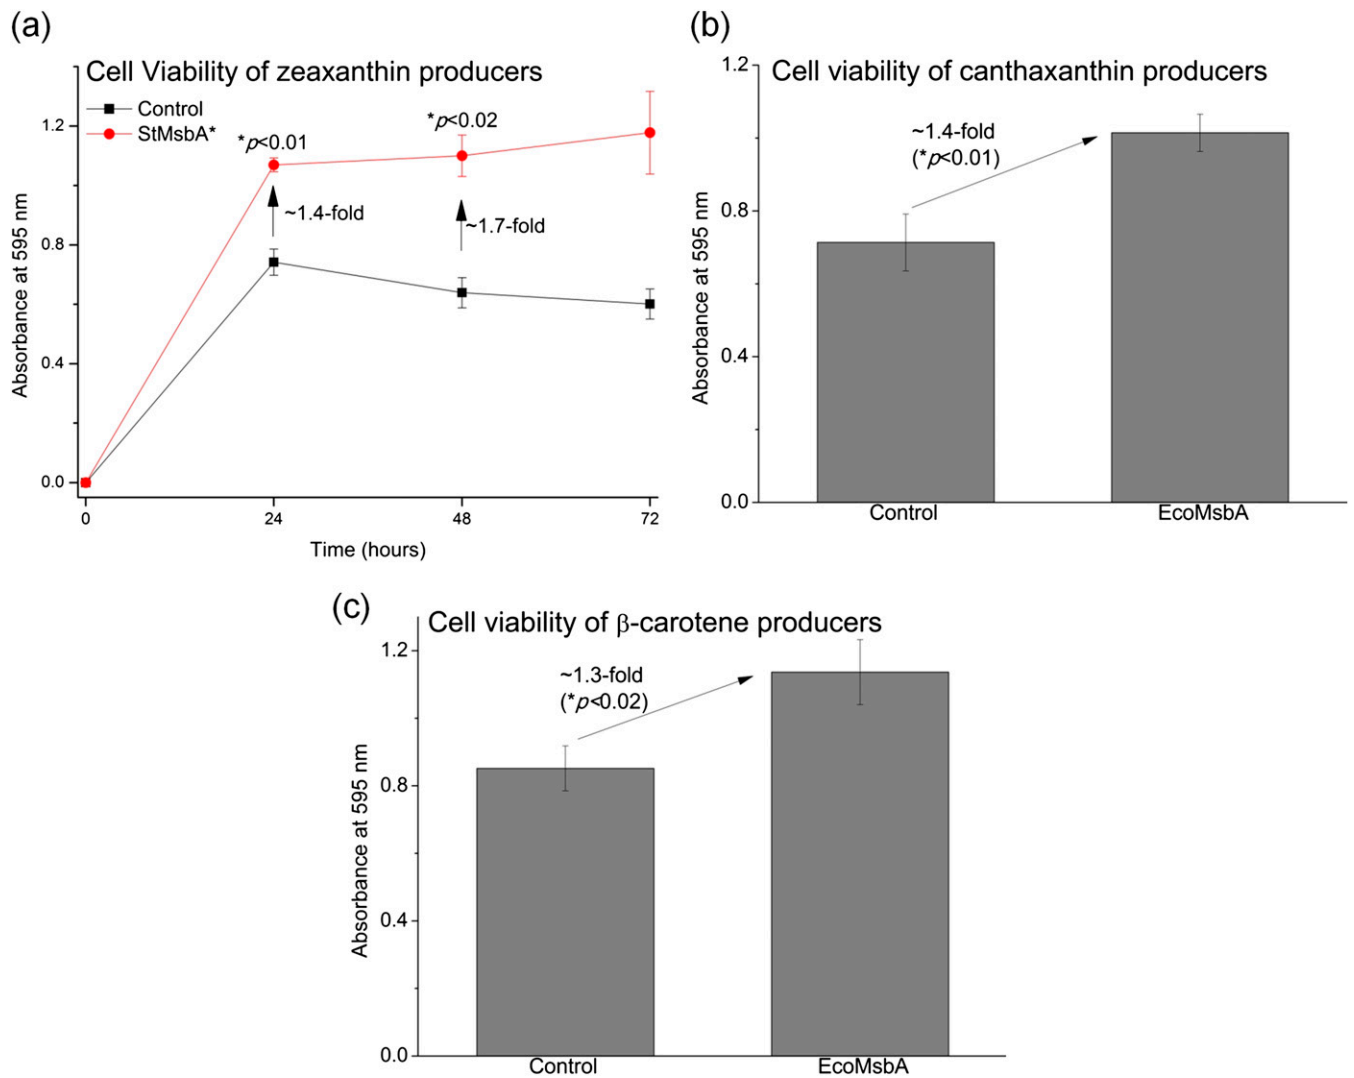 (a)
Cell Viability of zeaxanthin producers
Control
StMsbA*
*p<0.01
*p<0.02
~1.4-fold
~1.7-fold
Absorbance at 595 nm
1.2
0.8
0.4
0.0
0 24 48 72
Time (hours)
(b)
Cell viability of canthaxanthin producers
~1.4-fold
(*p<0.01)
Absorbance at 595 nm
1.2
0.8
0.4
0.0
Control EcoMsbA
(c)
Cell viability of β-carotene producers
~1.3-fold
(*p<0.02)
Absorbance at 595 nm
1.2
0.8
0.4
0.0
Control EcoMsbA